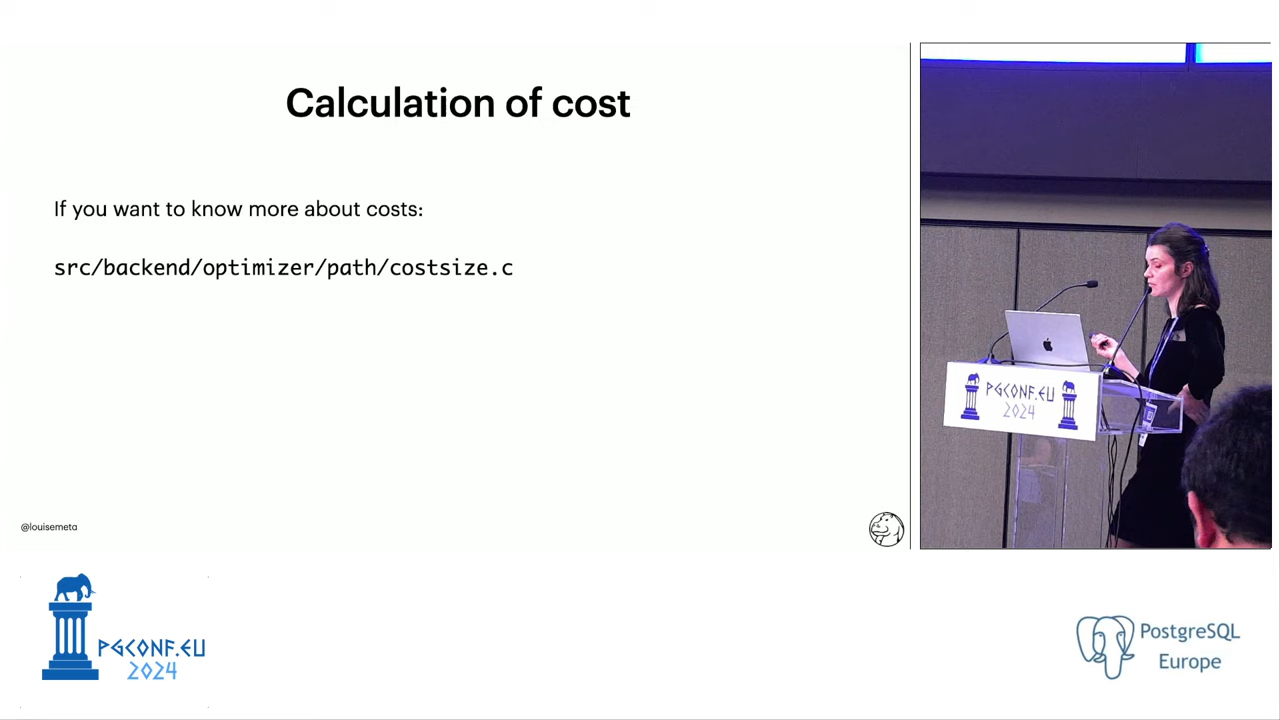 Calculation of cost
If you want to know more about costs:
src/backend/optimizer/path/costsize.c
@louisemeta
PGCONF.EU
2024
PGCONF.EU
2024
PostgreSQL
Europe